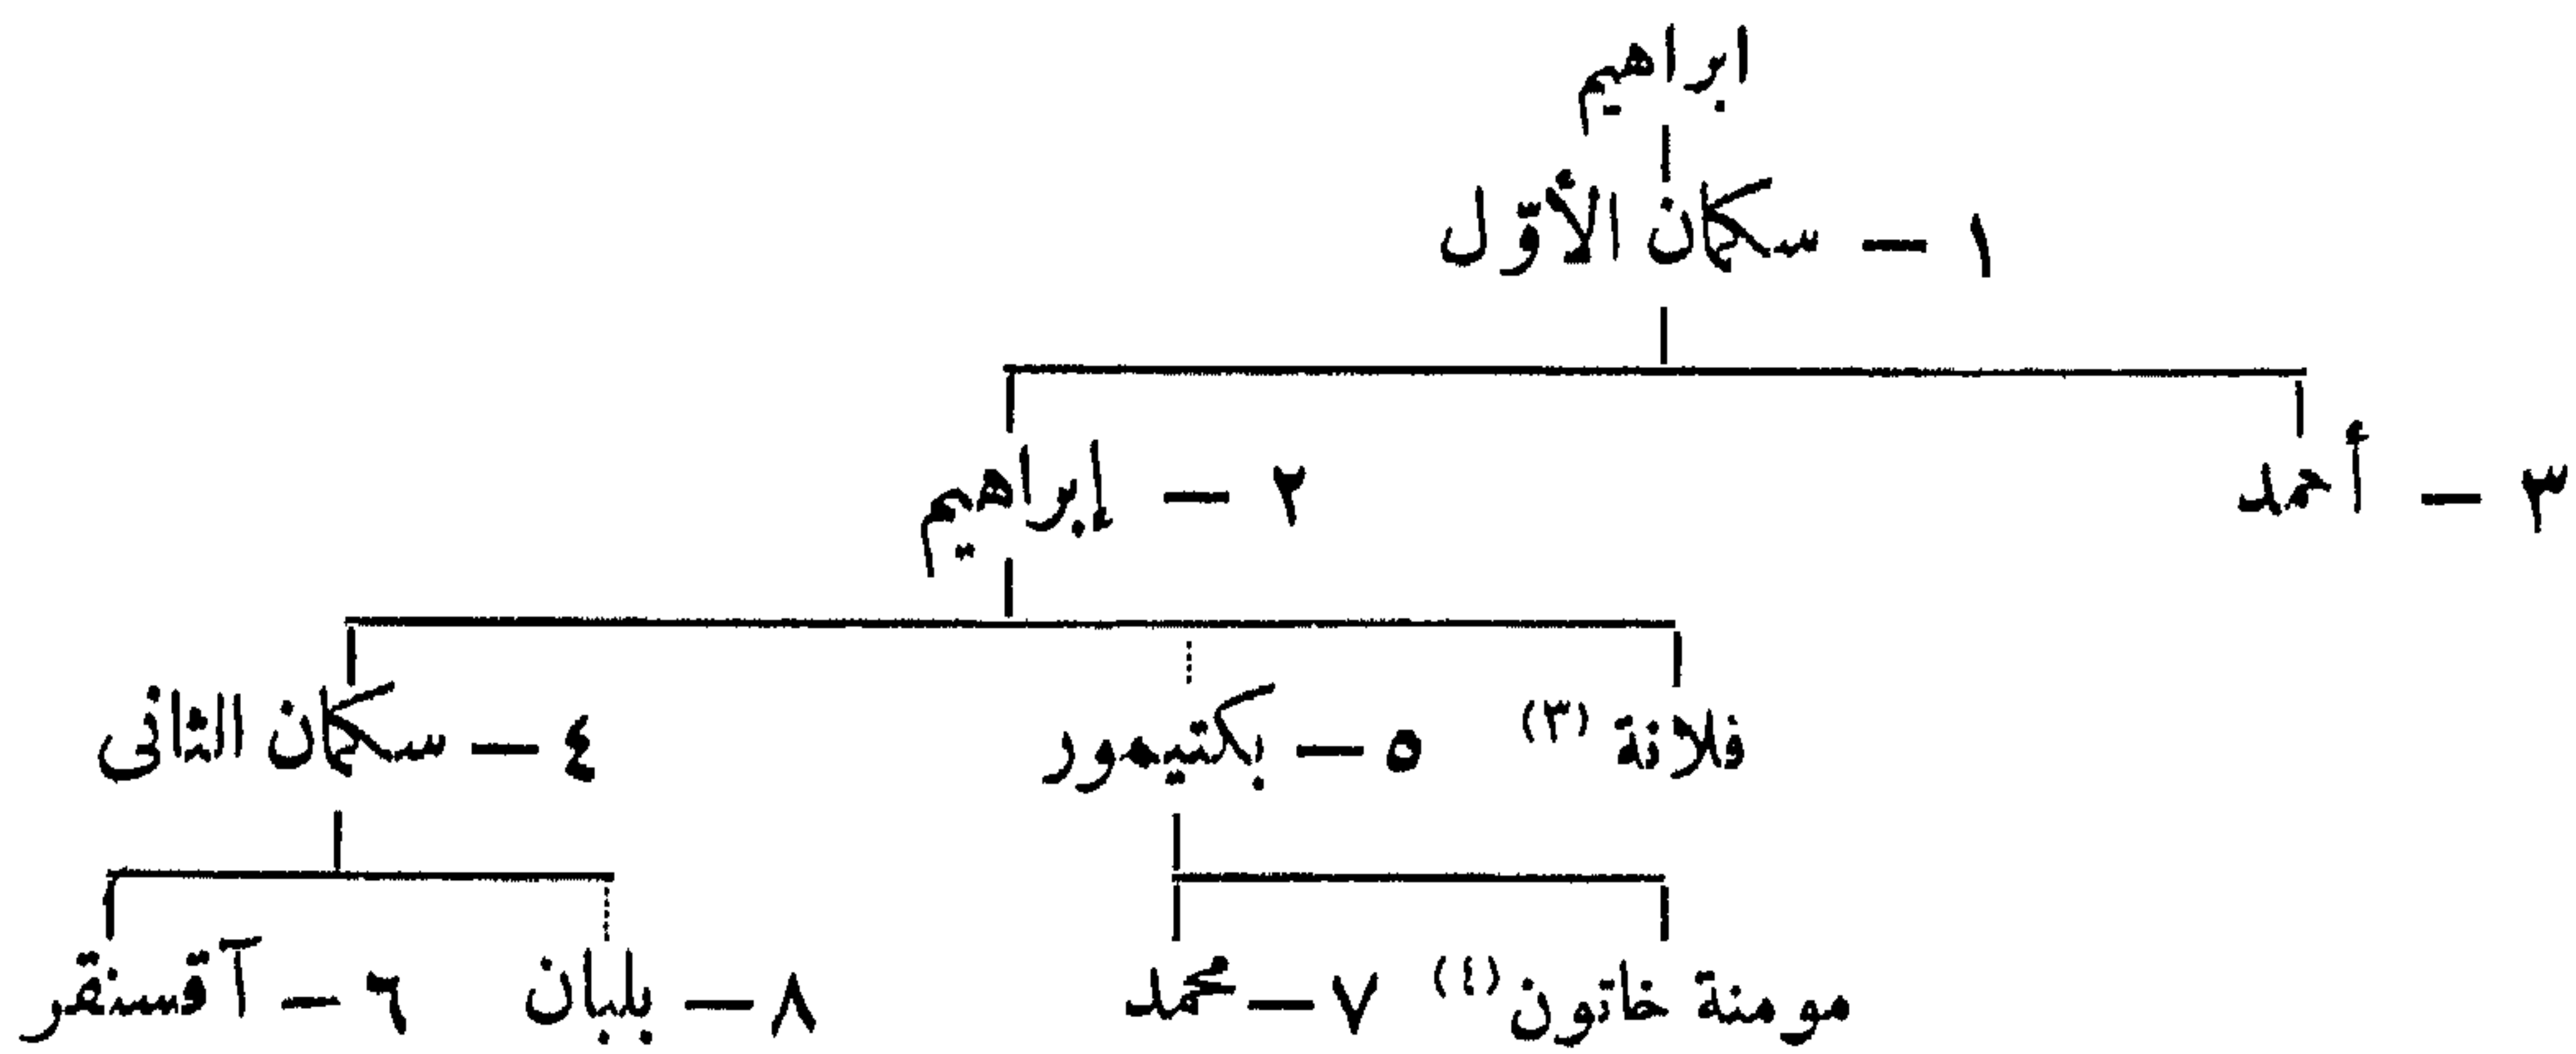 ابراهيم
١ - سكمان الأوّل
٣ - أحمد ٢ - إبراهيم
فلانة (٣) ٥ - بكتيمور ٤ - سكمان الثانى
مومنة خاتون (٤) ٧ - محمد ٨ - بلبان ٦ - آقسنقر